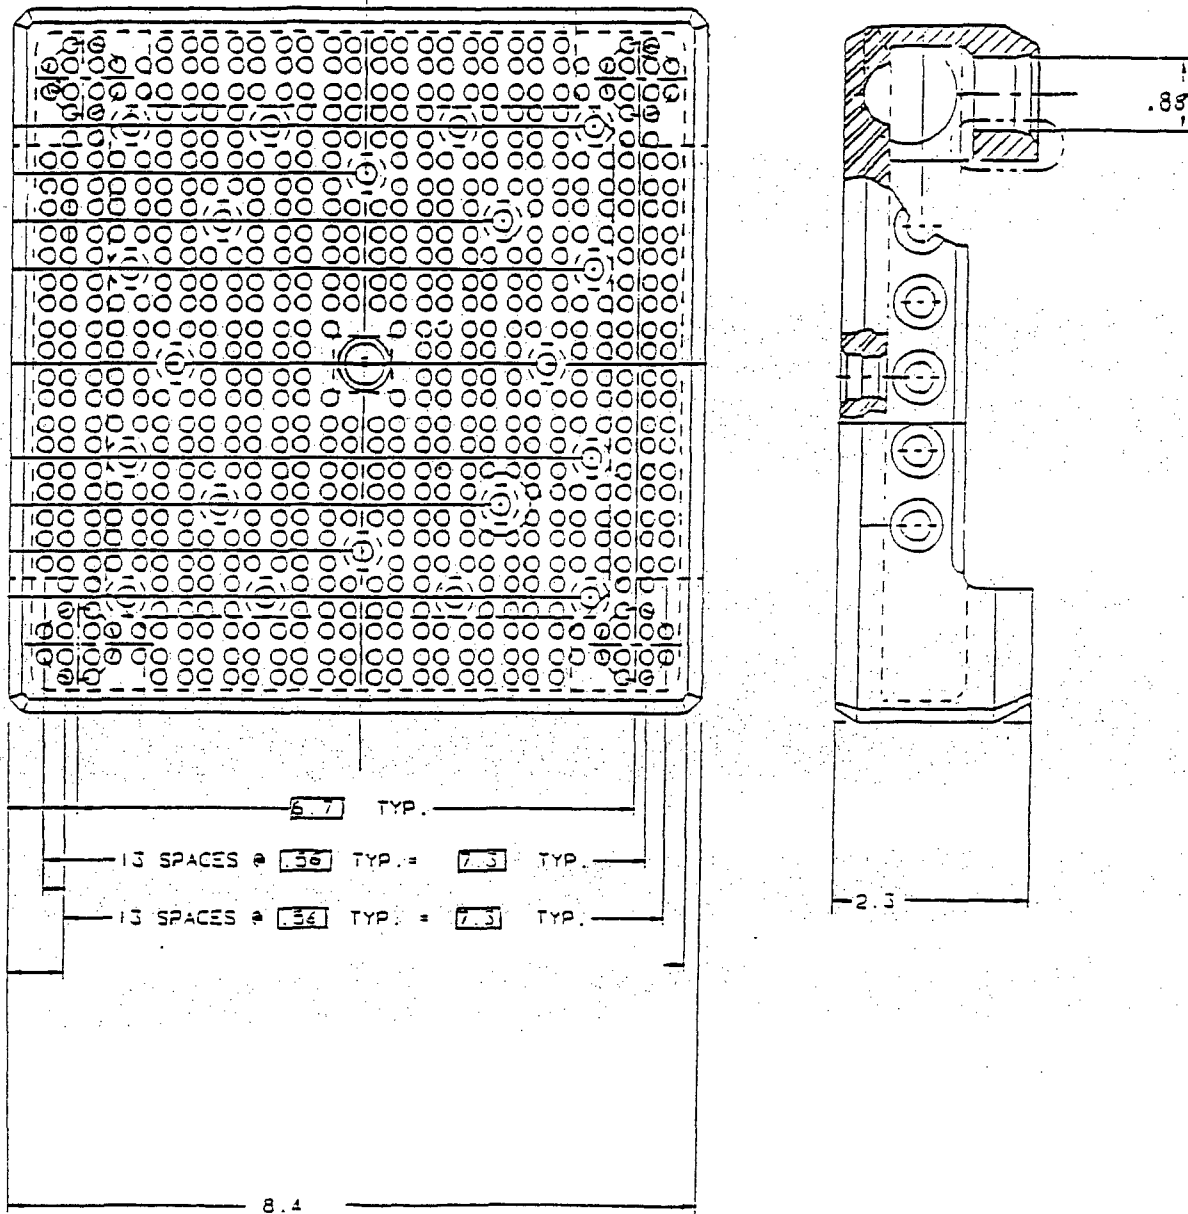 .88
6.7 TYP.
13 SPACES @ .56 TYP.= 7.3 TYP.
13 SPACES @ .56 TYP. = 7.3 TYP.
2.3
8.4